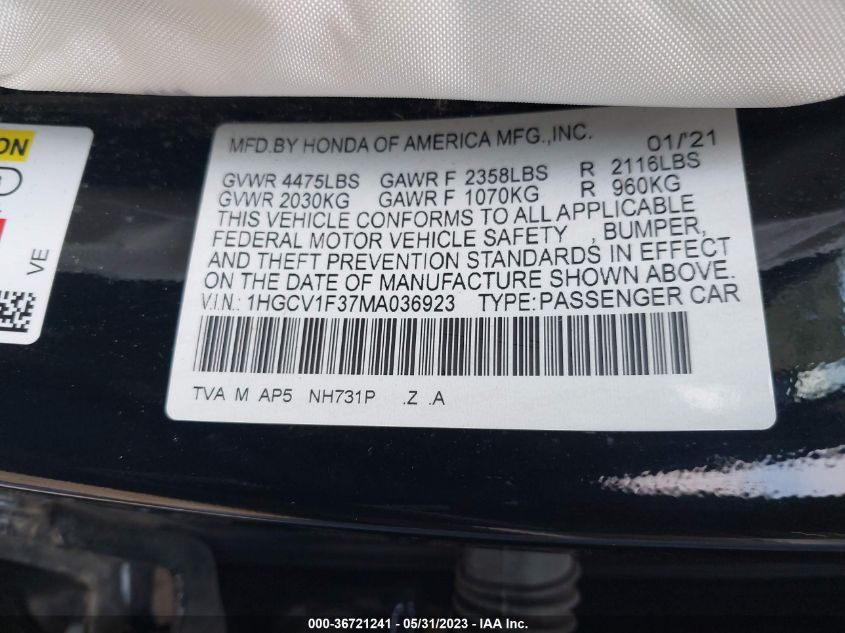 MFD.BY HONDA OF AMERICA MFG.,INC. 01/'21
GVWR 4475LBS GAWR F 2358LBS R 2116LBS
GVWR 2030KG GAWR F 1070KG R 960KG
THIS VEHICLE CONFORMS TO ALL APPLICABLE
FEDERAL MOTOR VEHICLE SAFETY , BUMPER,
AND THEFT PREVENTION STANDARDS IN EFFECT
ON THE DATE OF MANUFACTURE SHOWN ABOVE.
V.I.N.: 1HGCV1F37MA036923 TYPE:PASSENGER CAR
TVA M AP5 NH731P .Z .A
ON
VE
000-36721241 - 05/31/2023 - IAA Inc.